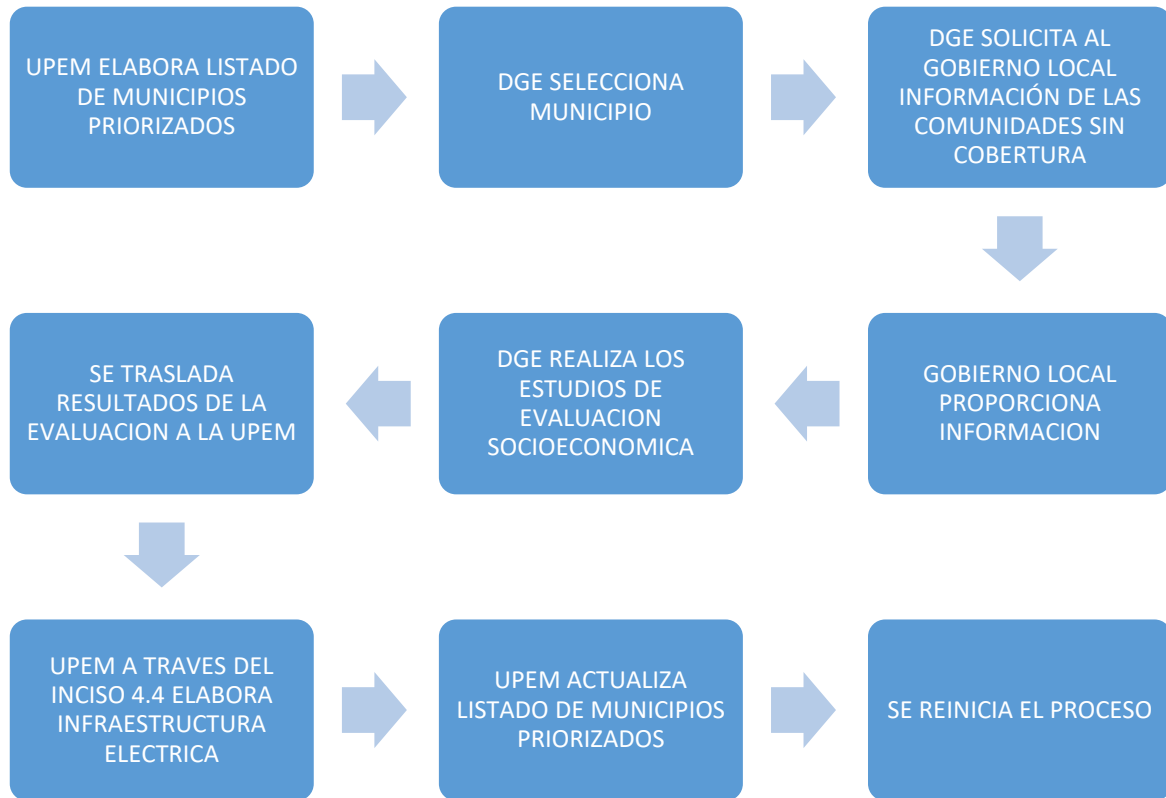 UPEM ELABORA LISTADO
DE MUNICIPIOS
PRIORIZADOS
DGE SELECCIONA
MUNICIPIO
DGE SOLICITA AL
GOBIERNO LOCAL
INFORMACIÓN DE LAS
COMUNIDADES SIN
COBERTURA
GOBIERNO LOCAL
PROPORCIONA
INFORMACION
DGE REALIZA LOS
ESTUDIOS DE
EVALUACION
SOCIOECONOMICA
SE TRASLADA
RESULTADOS DE LA
EVALUACION A LA UPEM
UPEM A TRAVES DEL
INCISO 4.4 ELABORA
INFRAESTRUCTURA
ELECTRICA
UPEM ACTUALIZA
LISTADO DE MUNICIPIOS
PRIORIZADOS
SE REINICIA EL PROCESO